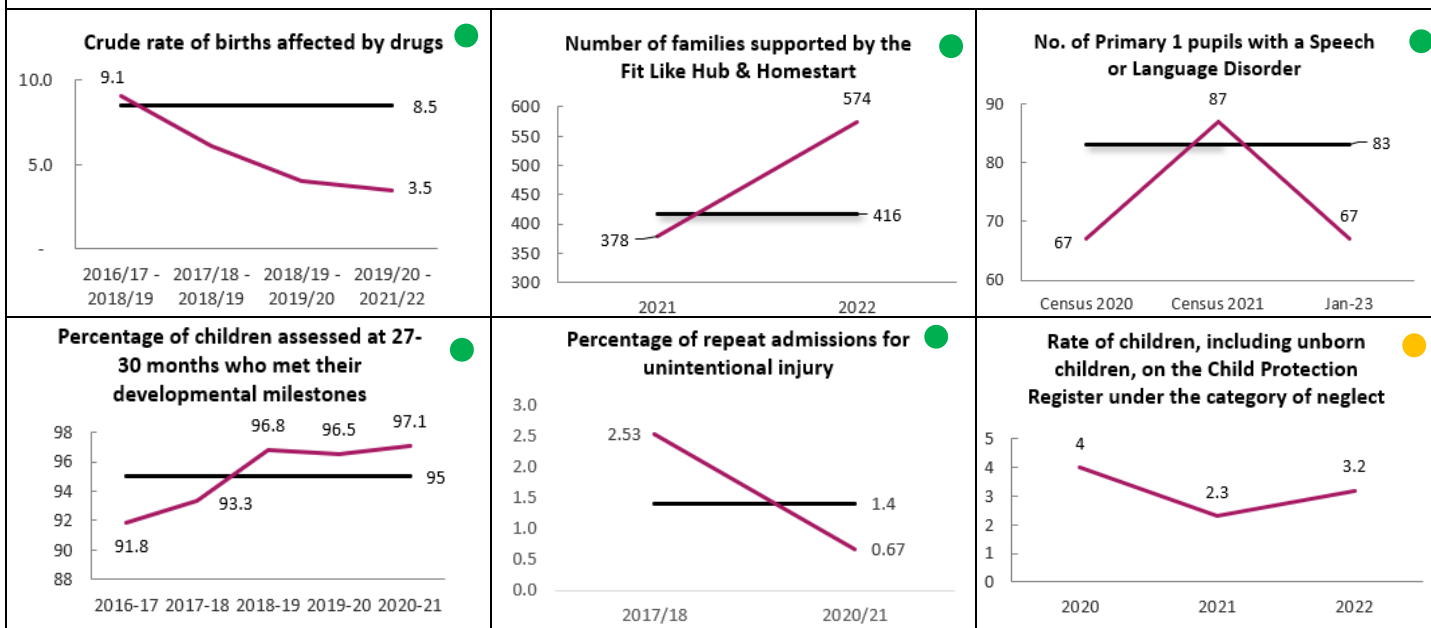 Crude rate of births affected by drugs
10.0
9.1
8.5
5.0
3.5
-
2016/17 - 2017/18 - 2018/19 - 2019/20 -
2018/19 2018/19 2019/20 2021/22
Number of families supported by the
Fit Like Hub & Homestart
600
574
550
500
450
416
400
378
350
300
2021 2022
No. of Primary 1 pupils with a Speech
or Language Disorder
90
87
83
80
70
67
67
60
Census 2020 Census 2021 Jan-23
Percentage of children assessed at 27-
30 months who met their
developmental milestones
98
96.8 96.5 97.1
96
95
94
93.3
92
91.8
90
88
2016-17 2017-18 2018-19 2019-20 2020-21
Percentage of repeat admissions for
unintentional injury
3.0
2.53
2.5
2.0
1.5
1.4
1.0
0.67
0.5
0.0
2017/18 2020/21
Rate of children, including unborn
children, on the Child Protection
Register under the category of neglect
5
4
4
3.2
3
2.3
2
1
0
2020 2021 2022